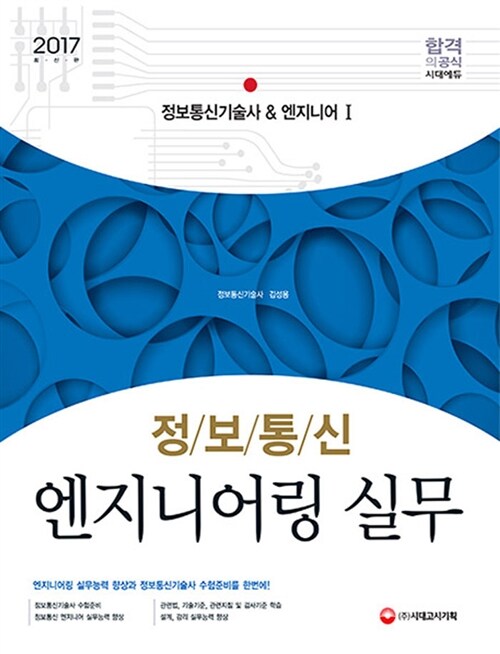 2017
최·신·판
합격
의 공식
시대에듀
정보통신기술사 & 엔지니어 Ⅰ
정보통신기술사 김성용
정/보/통/신
엔지니어링 실무
엔지니어링 실무능력 향상과 정보통신기술사 수험준비를 한번에!
정보통신기술사 수험준비
정보통신 엔지니어 실무능력 향상
관련법, 기술기준, 관련지침 및 검사기준 학습
설계, 감리 실무능력 향상
(주)시대고시기획